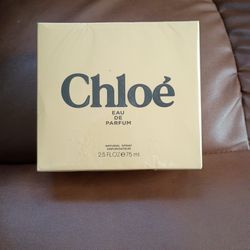 Chloé
EAU
DE
PARFUM
NATURAL SPRAY
VAPORISATEUR
2.5 FL.OZ℮75 mL